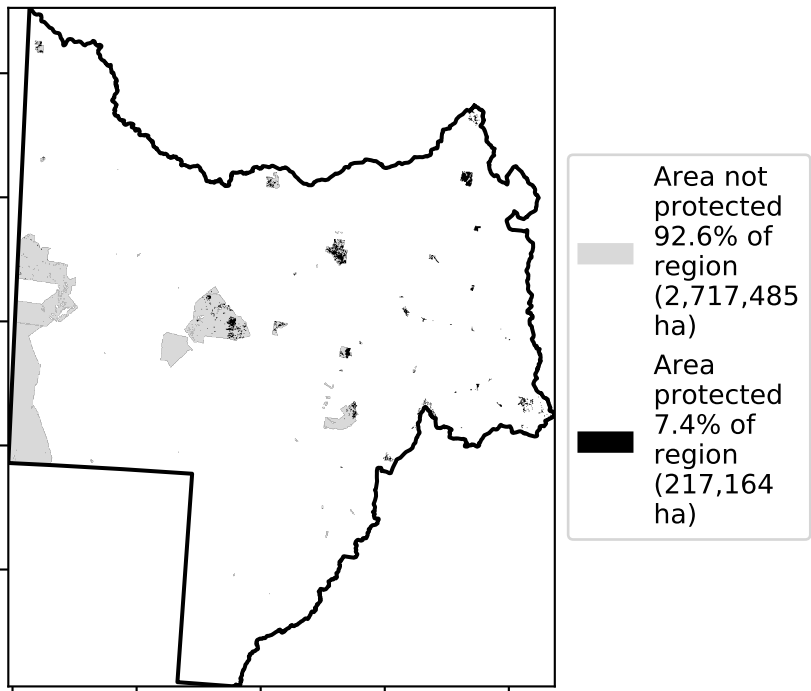 Area not
protected
92.6% of
region
(2,717,485
ha)
Area
protected
7.4% of
region
(217,164
ha)